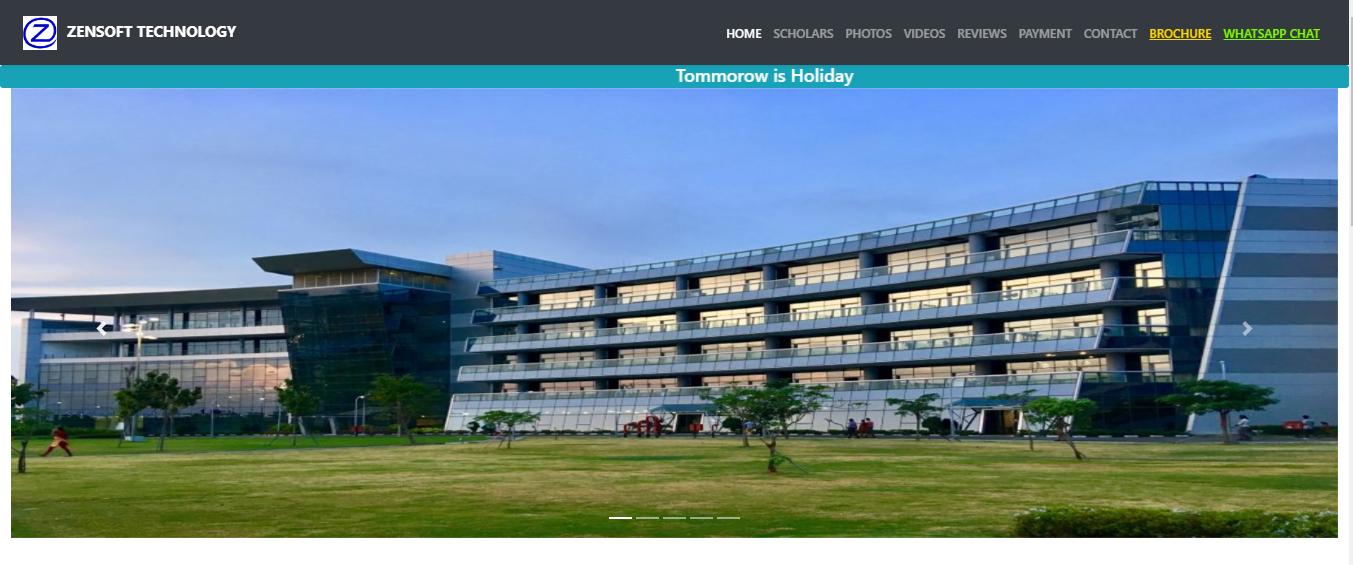 Z ZENSOFT TECHNOLOGY HOME SCHOLARS PHOTOS VIDEOS REVIEWS PAYMENT CONTACT BROCHURE WHATSAPP CHAT
Tommorow is Holiday